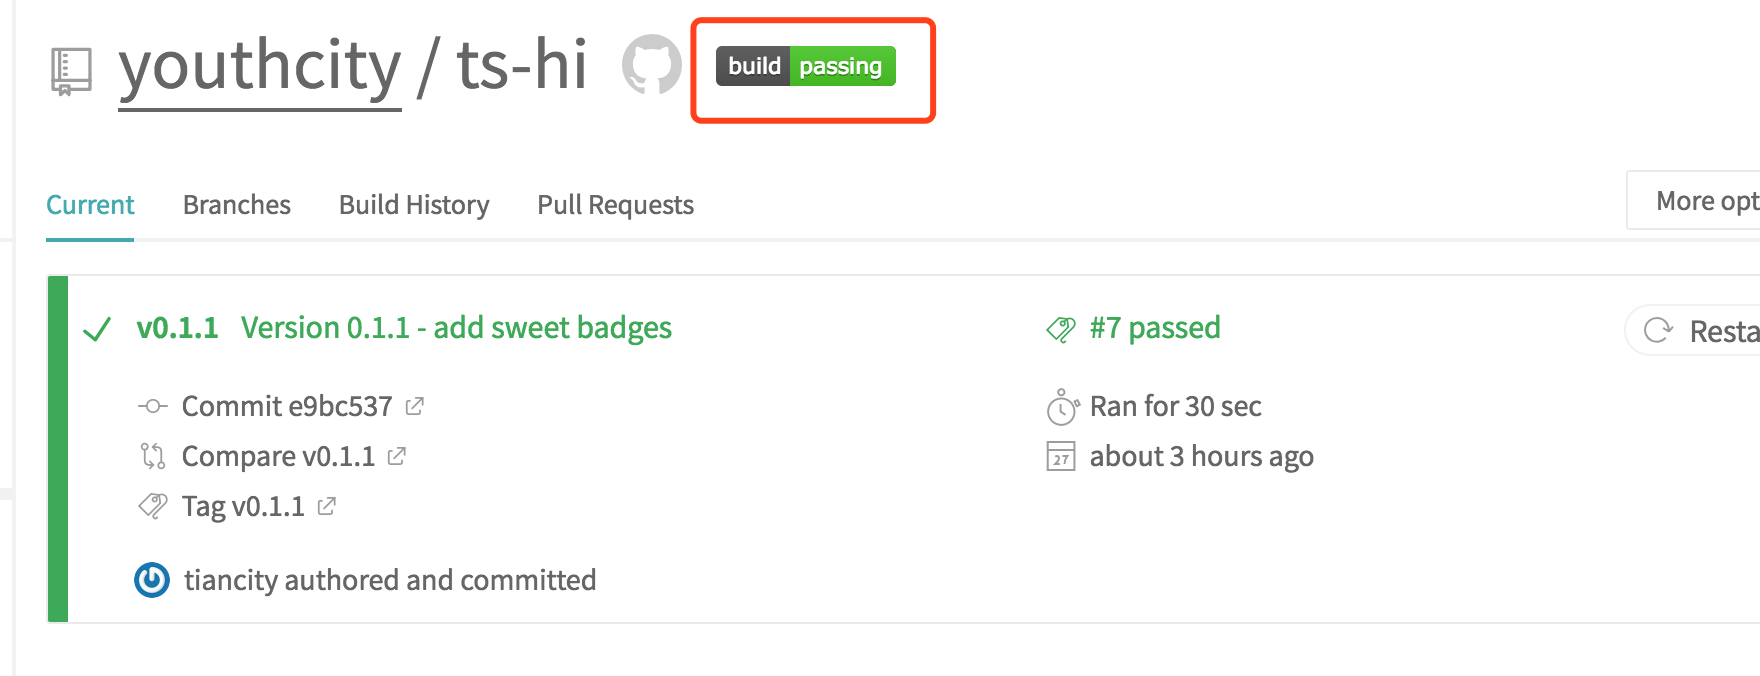 youthcity / ts-hi build passing
Current Branches Build History Pull Requests More opt
v0.1.1 Version 0.1.1 - add sweet badges #7 passed Resta
Commit e9bc537 Ran for 30 sec
Compare v0.1.1 27 about 3 hours ago
Tag v0.1.1
tiancity authored and committed